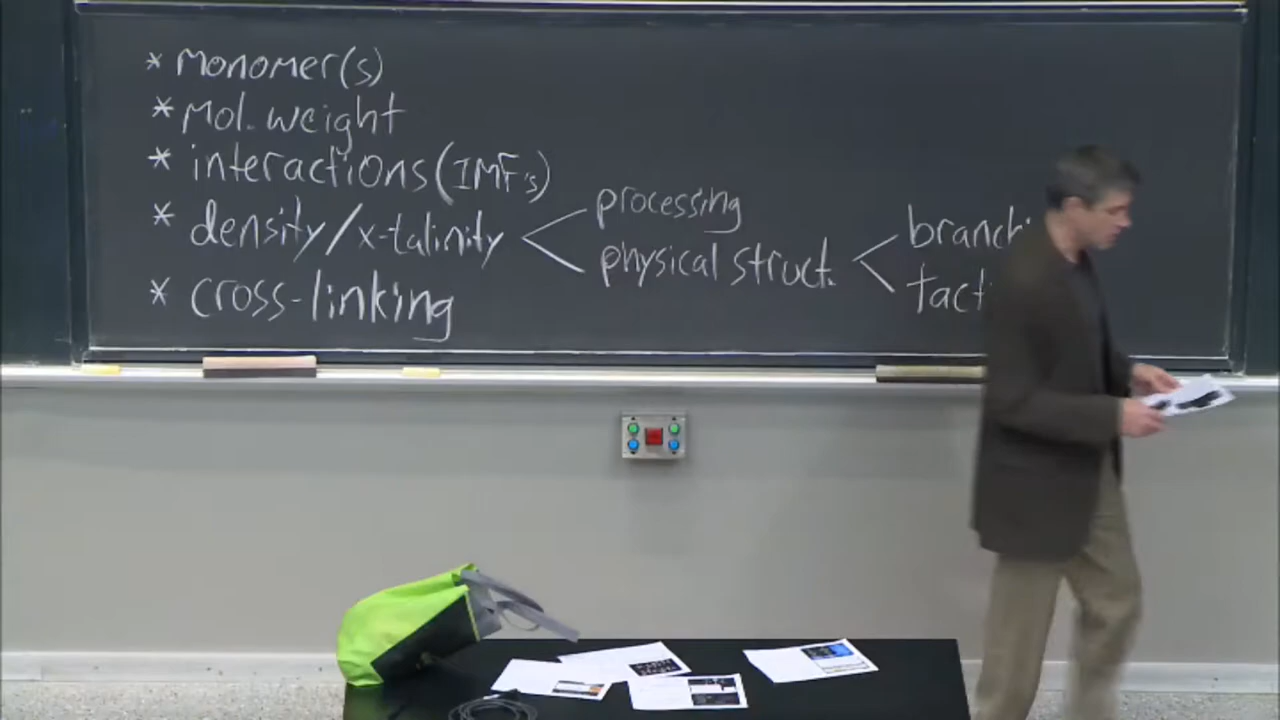 * Monomer(s)
* Mol. weight
* interactions (IMF's)
* density/x-talinity
processing
physical struct.
* cross-linking